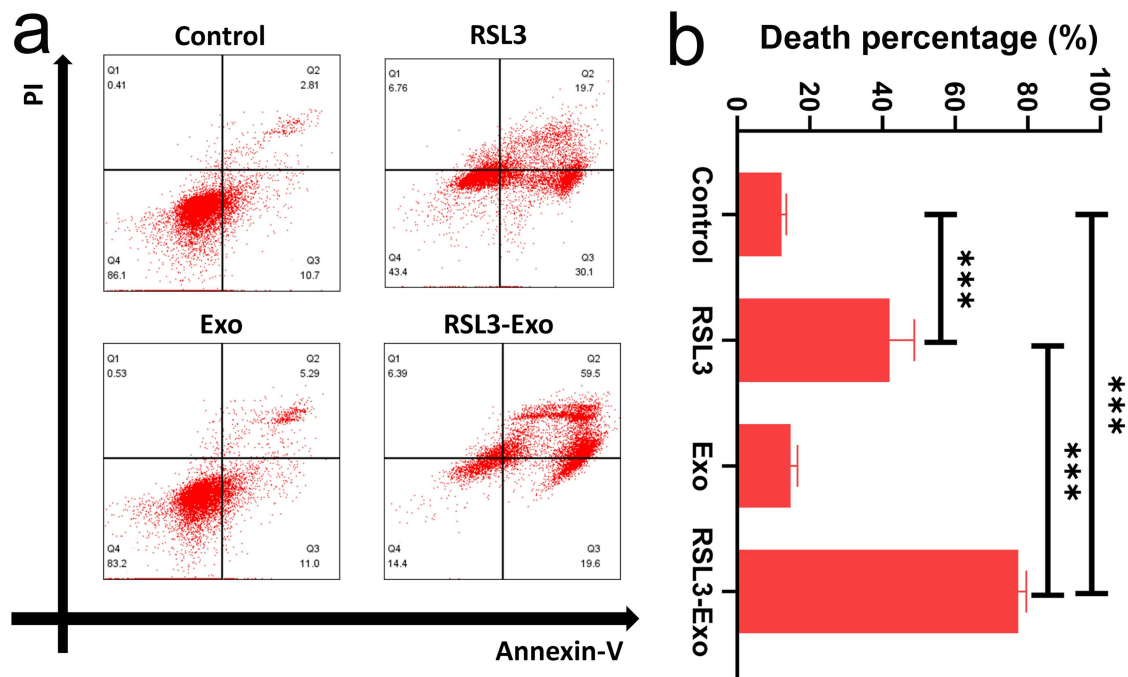 a
PI
Control
Q1
0.41
Q2
2.81
Q4
86.1
Q3
10.7
RSL3
Q1
6.76
Q2
19.7
Q4
43.4
Q3
30.1
Exo
Q1
0.53
Q2
5.29
Q4
83.2
Q3
11.0
RSL3-Exo
Q1
6.39
Q2
59.5
Q4
14.4
Q3
19.6
Annexin-V
b
Death percentage (%)
0
20
40
60
80
100
Control
RSL3
Exo
RSL3-Exo
***
***
***